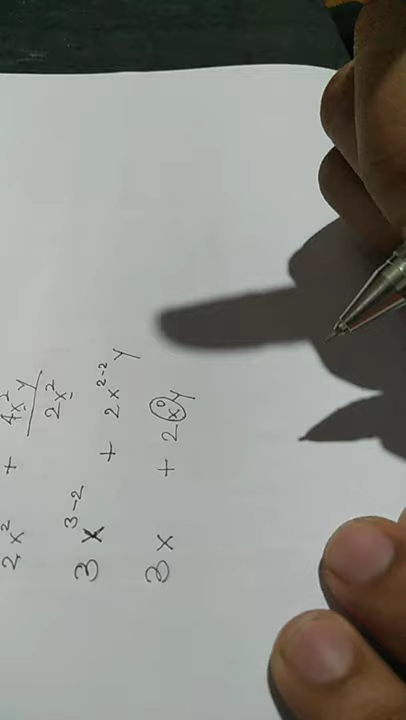 2x² + 4x²y / 2x²
3x³⁻² + 2x²⁻²y
3x + 2x⁰y